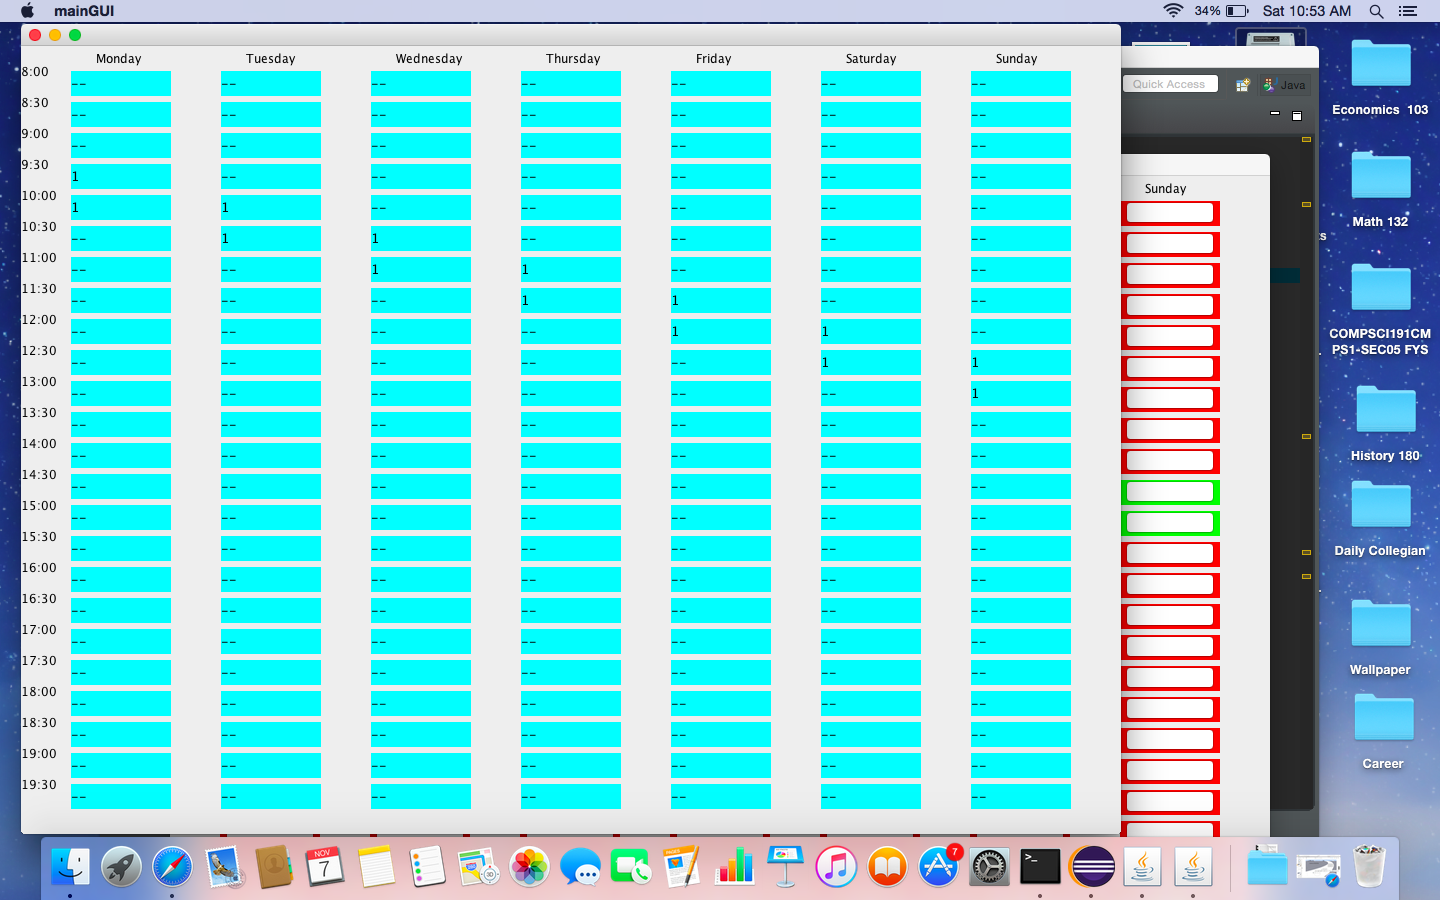 mainGUI 34% Sat 10:53 AM
Monday Tuesday Wednesday Thursday Friday Saturday Sunday
8:00
-- -- -- -- -- -- --
8:30
-- -- -- -- -- -- --
9:00
-- -- -- -- -- -- --
9:30
1 -- -- -- -- -- --
10:00
1 1 -- -- -- -- --
10:30
-- 1 1 -- -- -- --
11:00
-- -- 1 1 -- -- --
11:30
-- -- -- 1 1 -- --
12:00
-- -- -- -- 1 1 --
12:30
-- -- -- -- -- 1 1
13:00
-- -- -- -- -- -- 1
13:30
-- -- -- -- -- -- --
14:00
-- -- -- -- -- -- --
14:30
-- -- -- -- -- -- --
15:00
-- -- -- -- -- -- --
15:30
-- -- -- -- -- -- --
16:00
-- -- -- -- -- -- --
16:30
-- -- -- -- -- -- --
17:00
-- -- -- -- -- -- --
17:30
-- -- -- -- -- -- --
18:00
-- -- -- -- -- -- --
18:30
-- -- -- -- -- -- --
19:00
-- -- -- -- -- -- --
19:30
-- -- -- -- -- -- --
Quick Access Java
Sunday
ts
Economics 103
Math 132
COMPSCI191CM
PS1-SEC05 FYS
History 180
Daily Collegian
Wallpaper
Career
NOV
7
30
PAGES
7
>_